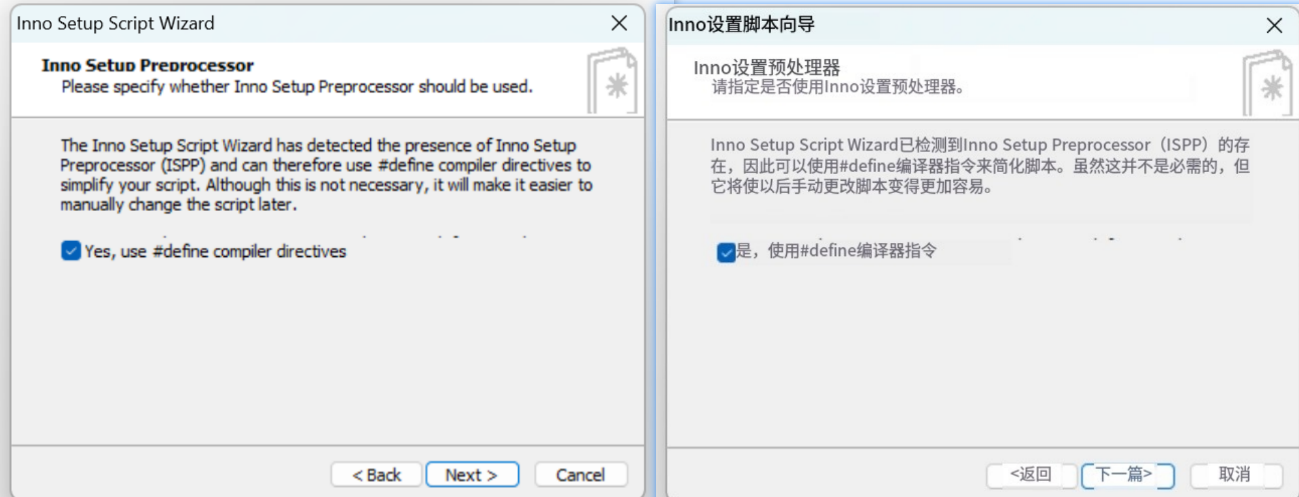 Inno Setup Script Wizard
Inno Setup Preprocessor
Please specify whether Inno Setup Preprocessor should be used.
The Inno Setup Script Wizard has detected the presence of Inno Setup
Preprocessor (ISPP) and can therefore use #define compiler directives to
simplify your script. Although this is not necessary, it will make it easier to
manually change the script later.
Yes, use #define compiler directives
< Back
Next >
Cancel
Inno设置脚本向导
Inno设置预处理器
请指定是否使用Inno设置预处理器。
Inno Setup Script Wizard已检测到Inno Setup Preprocessor（ISPP）的存
在，因此可以使用#define编译器指令来简化脚本。虽然这并不是必需的，但
它将使以后手动更改脚本变得更加容易。
是，使用#define编译器指令
<返回
下一篇>
取消